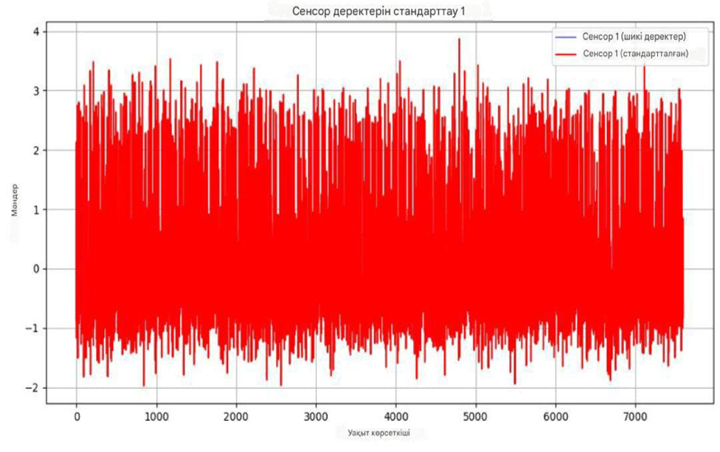 Сенсор деректерін стандарттау 1
Сенсор 1 (шикі деректер)
Сенсор 1 (стандартталған)
4
3
2
1
0
−1
−2
Мәндер
0 1000 2000 3000 4000 5000 6000 7000
Уақыт көрсеткіші